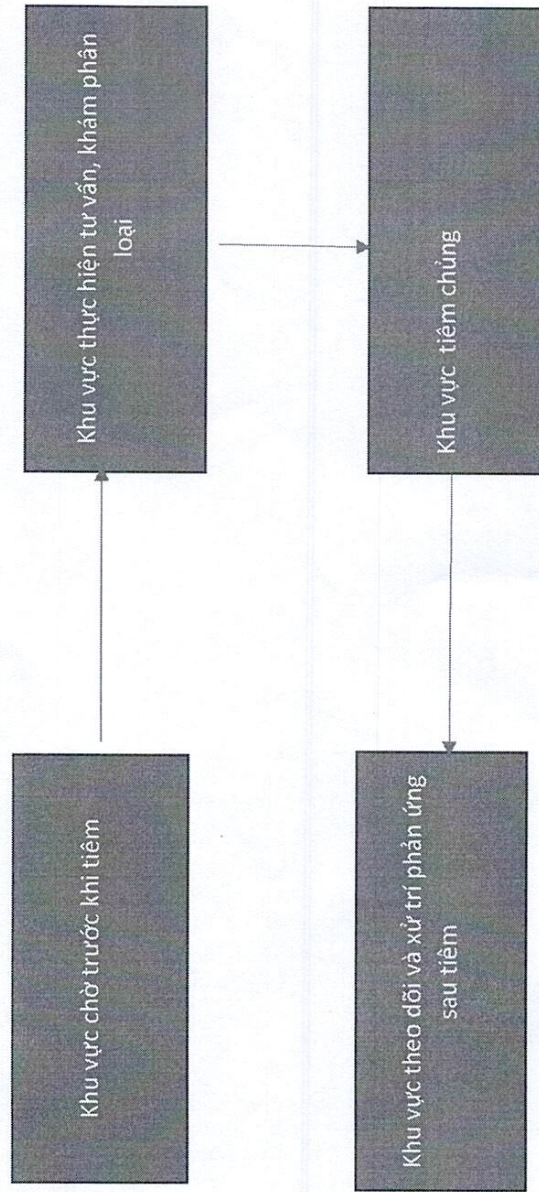 Khu vực chờ trước khi tiêm
Khu vực thực hiện tư vấn, khám phân
loại
Khu vực tiêm chủng
Khu vực theo dõi và xử trí phản ứng
sau tiêm